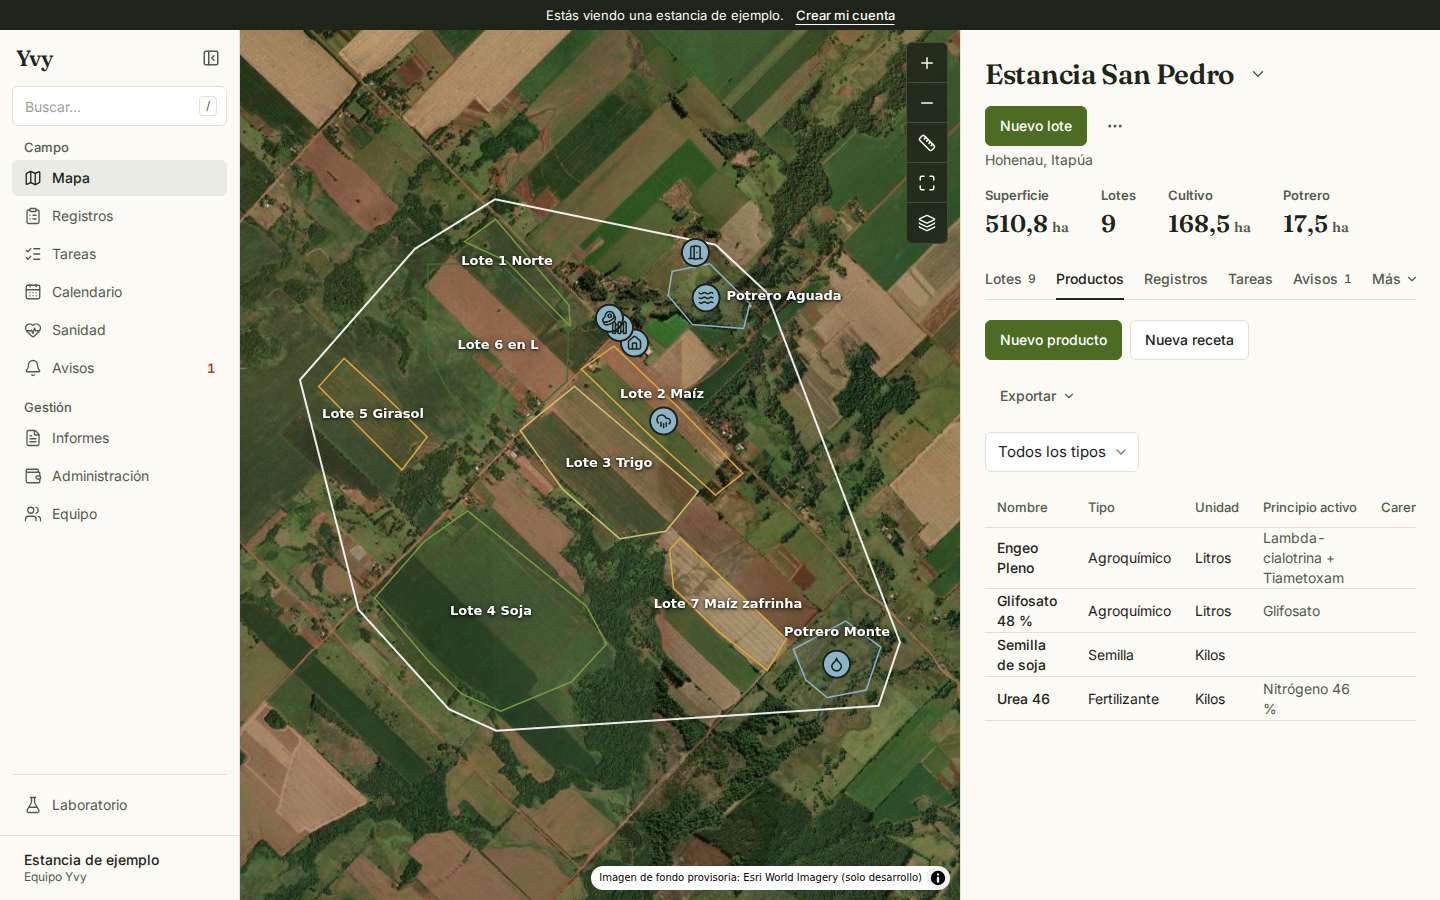 Estás viendo una estancia de ejemplo. Crear mi cuenta
Yvy
Buscar... /
Campo
Mapa
Registros
Tareas
Calendario
Sanidad
Avisos 1
Gestión
Informes
Administración
Equipo
Laboratorio
Estancia de ejemplo
Equipo Yvy
Lote 1 Norte
Potrero Aguada
Lote 6 en L
Lote 2 Maíz
Lote 5 Girasol
Lote 3 Trigo
Lote 4 Soja
Lote 7 Maíz zafrinha
Potrero Monte
Imagen de fondo provisoria: Esri World Imagery (solo desarrollo)
Estancia San Pedro
Nuevo lote
Hohenau, Itapúa
Superficie Lotes Cultivo Potrero
510,8 ha 9 168,5 ha 17,5 ha
Lotes 9 Productos Registros Tareas Avisos 1 Más
Nuevo producto Nueva receta
Exportar
Todos los tipos
Nombre Tipo Unidad Principio activo Carer
Engeo Pleno Agroquímico Litros Lambda-cialotrina + Tiametoxam
Glifosato 48 % Agroquímico Litros Glifosato
Semilla de soja Semilla Kilos
Urea 46 Fertilizante Kilos Nitrógeno 46 %